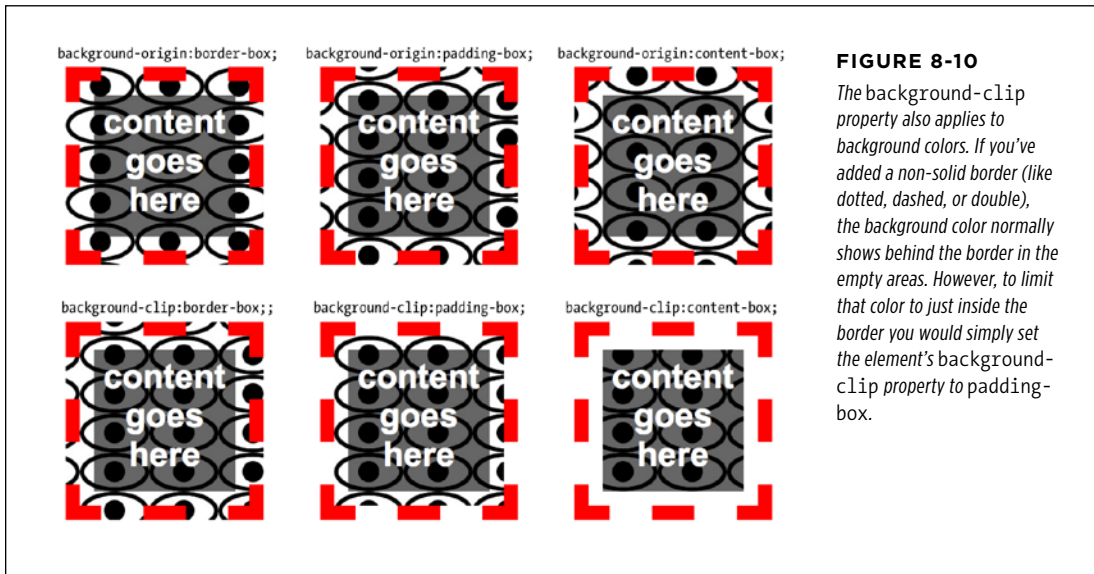 background-origin:border-box;
background-origin:padding-box;
background-origin:content-box;
content
goes
here
content
goes
here
content
goes
here
background-clip:border-box;;
background-clip:padding-box;
background-clip:content-box;
content
goes
here
content
goes
here
content
goes
here
FIGURE 8-10
The background-clip
property also applies to
background colors. If you've
added a non-solid border (like
dotted, dashed, or double),
the background color normally
shows behind the border in the
empty areas. However, to limit
that color to just inside the
border you would simply set
the element's background-
clip property to padding-
box.